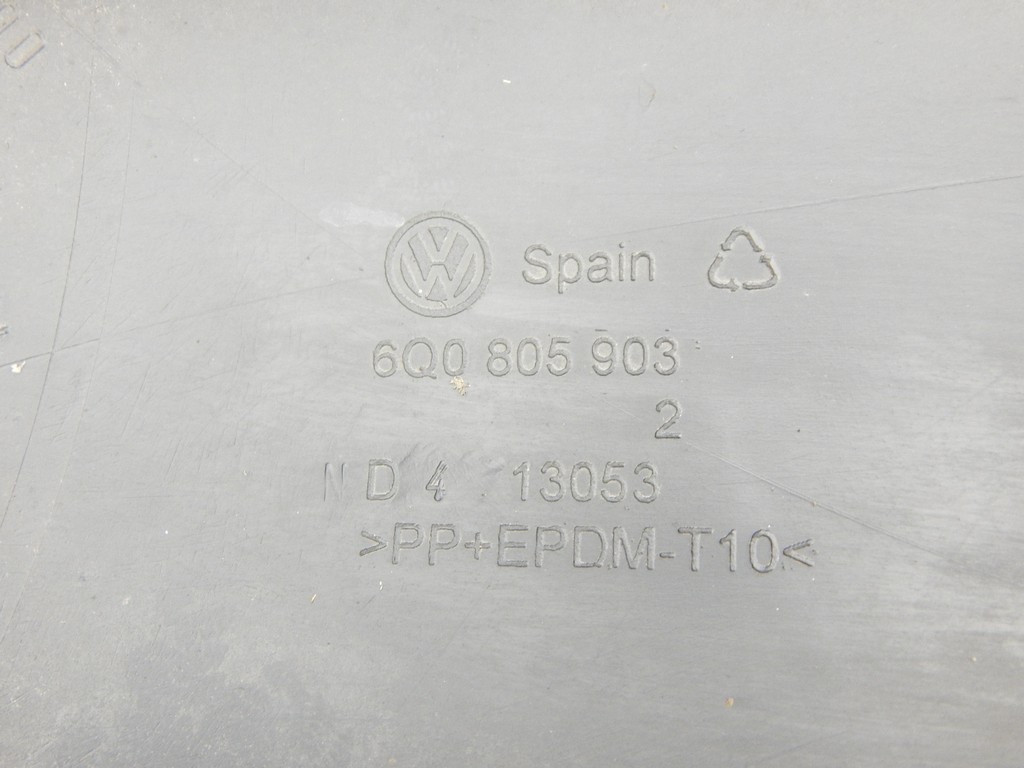 Spain
6Q0 805 903
2
N D 4 13053
>PP+EPDM-T10<